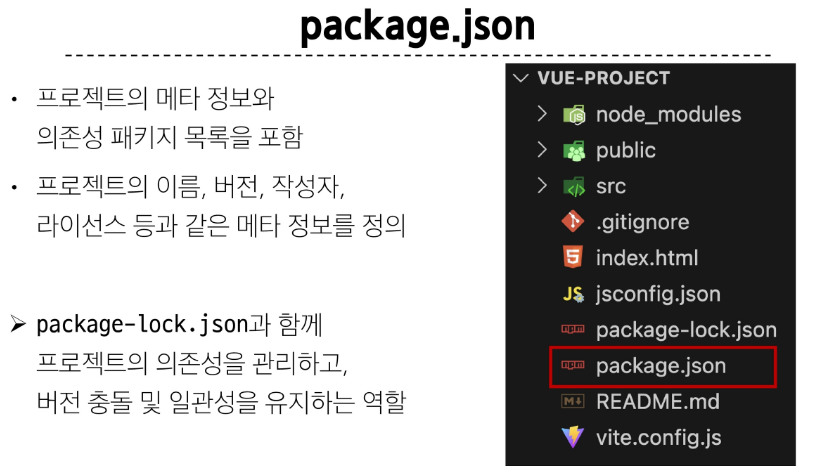 package.json
• 프로젝트의 메타 정보와
의존성 패키지 목록을 포함
• 프로젝트의 이름, 버전, 작성자,
라이선스 등과 같은 메타 정보를 정의
➢ package-lock.json과 함께
프로젝트의 의존성을 관리하고,
버전 충돌 및 일관성을 유지하는 역할
VUE-PROJECT
node_modules
public
src
.gitignore
index.html
JS jsconfig.json
npm package-lock.json
npm package.json
M↓ README.md
vite.config.js